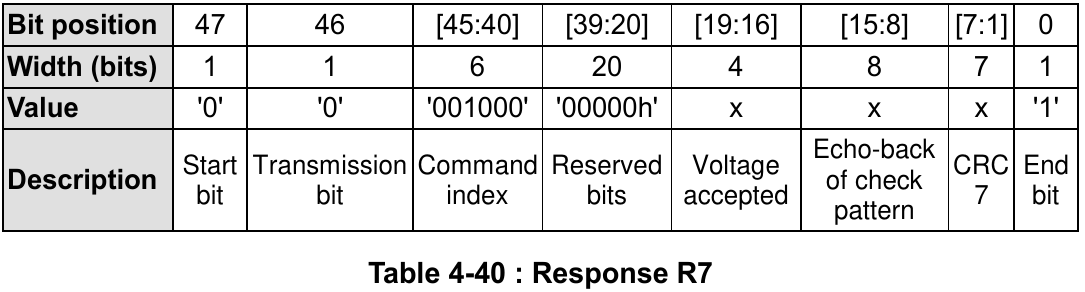 Bit position 47 46 [45:40] [39:20] [19:16] [15:8] [7:1] 0
Width (bits) 1 1 6 20 4 8 7 1
Value '0' '0' '001000' '00000h' x x x '1'
Description Start bit Transmission bit Command index Reserved bits Voltage accepted Echo-back of check pattern CRC 7 End bit
Table 4-40 : Response R7